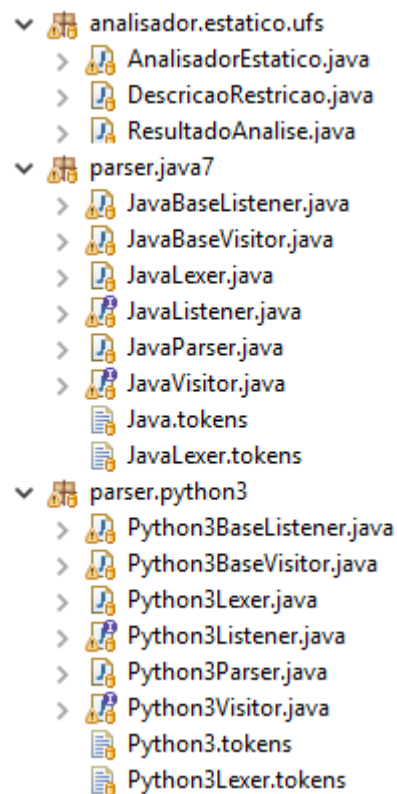 analisador.estatico.ufs
AnalisadorEstatico.java
DescricaoRestricao.java
ResultadoAnalise.java
parser.java7
JavaBaseListener.java
JavaBaseVisitor.java
JavaLexer.java
JavaListener.java
JavaParser.java
JavaVisitor.java
Java.tokens
JavaLexer.tokens
parser.python3
Python3BaseListener.java
Python3BaseVisitor.java
Python3Lexer.java
Python3Listener.java
Python3Parser.java
Python3Visitor.java
Python3.tokens
Python3Lexer.tokens